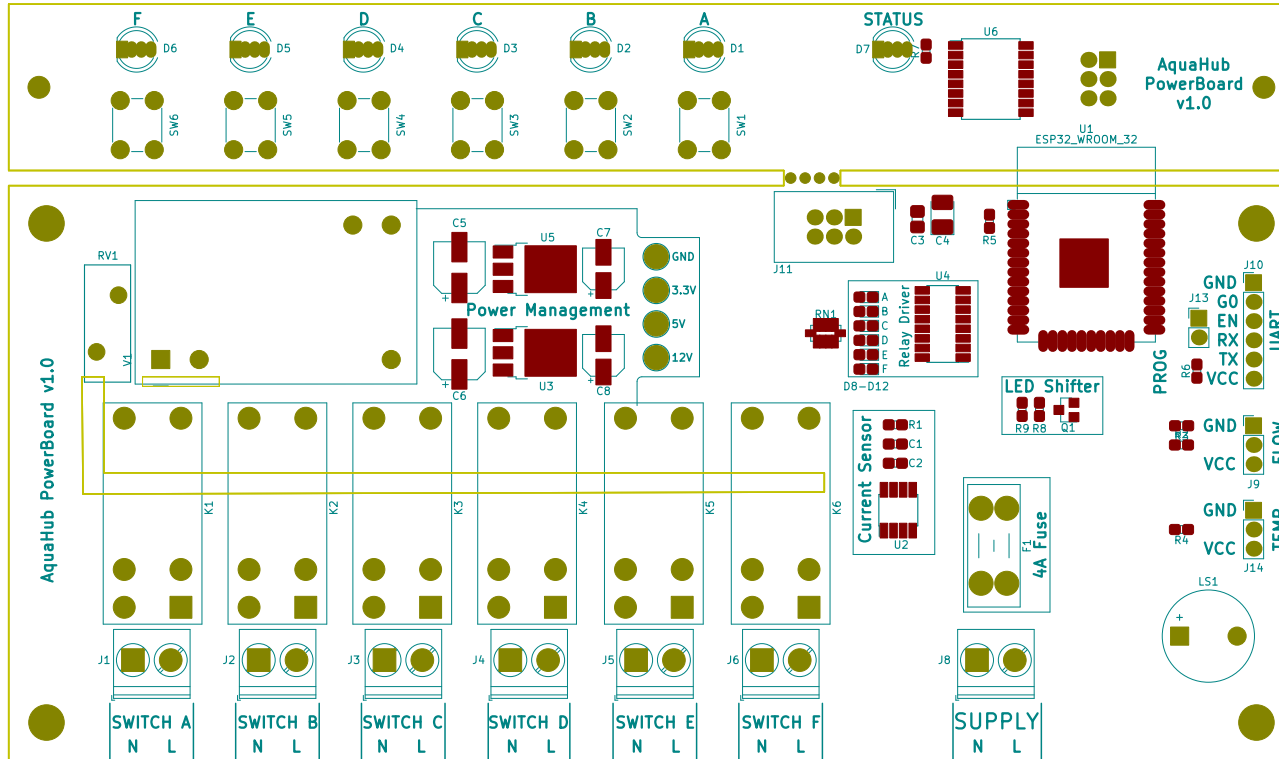 F E D C B A STATUS
D6 D5 D4 D3 D2 D1 D7 R7 U6
AquaHub
PowerBoard
v1.0
SW6 SW5 SW4 SW3 SW2 SW1
U1
ESP32_WROOM_32
C5 U5 C7
GND
3.3V
5V
12V
Power Management
C6 U3 C8
RV1
V1
J11
C3 C4 R5
U4
RN1
A
B
C
D
E
F
Relay Driver
D8-D12
J10
GND
G0
EN
RX
TX
VCC
UART
J13
R6
PROG
LED Shifter
R9 R8 Q1
AquaHub PowerBoard v1.0
K1 K2 K3 K4 K5 K6
R1
C1
C2
Current Sensor
U2
F1
4A Fuse
GND
VCC
FLOW
J9
GND
VCC
TEMP
J14
R4
LS1
+
J1 J2 J3 J4 J5 J6 J8
SWITCH A SWITCH B SWITCH C SWITCH D SWITCH E SWITCH F SUPPLY
N L N L N L N L N L N L N L